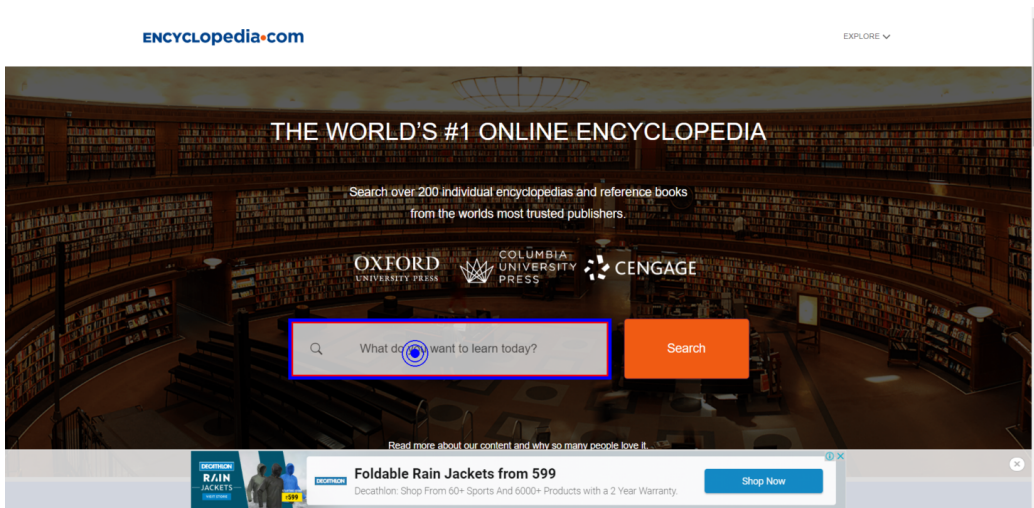 ENCYCLOpedia.com
EXPLORE
THE WORLD'S #1 ONLINE ENCYCLOPEDIA
Search over 200 individual encyclopedias and reference books
from the worlds most trusted publishers.
OXFORD
UNIVERSITY PRESS
COLUMBIA
UNIVERSITY
PRESS
CENGAGE
What do you want to learn today?
Search
Read more about our content and why so many people love it.
DECATHLON
RAIN
JACKETS
₹599
DECATHLON
Foldable Rain Jackets from 599
Decathlon: Shop From 60+ Sports And 6000+ Products with a 2 Year Warranty.
Shop Now